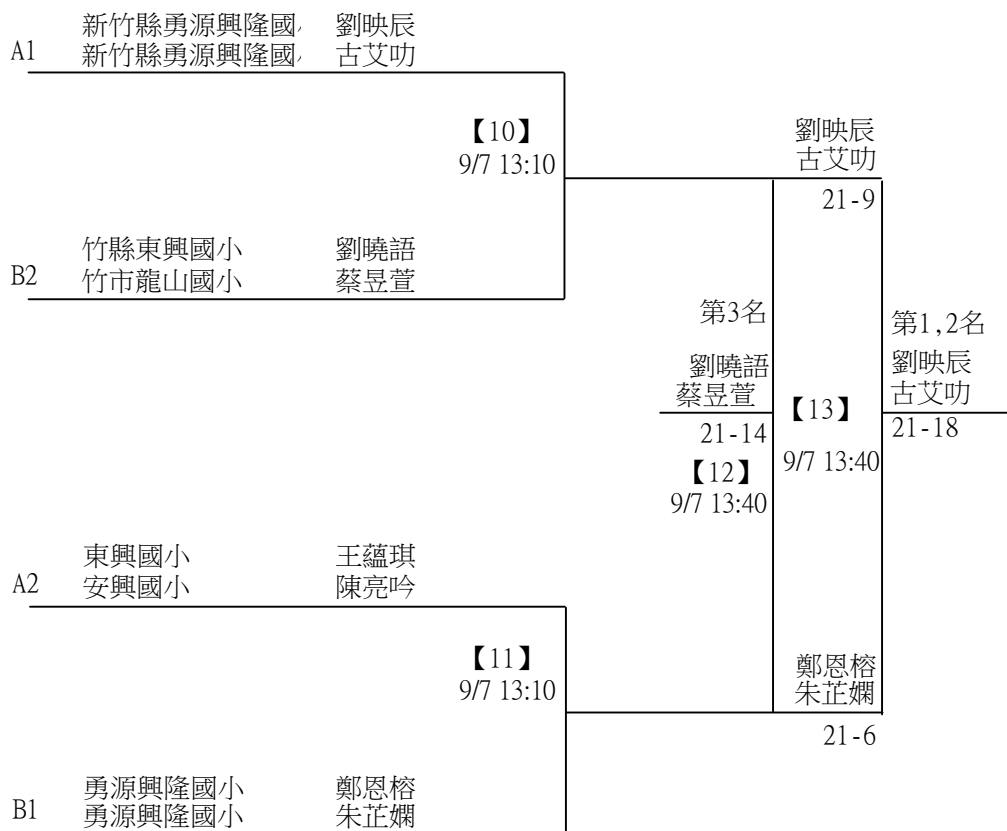 新竹縣勇源興隆國 劉映辰
A1 新竹縣勇源興隆國 古艾叻
【10】
9/7 13:10
劉映辰
古艾叻
21-9
竹縣東興國小 劉曉語
B2 竹市龍山國小 蔡昱萱
第3名
第1,2名
劉曉語
蔡昱萱
劉映辰
古艾叻
【13】
21-14
21-18
【12】
9/7 13:40
9/7 13:40
東興國小 王蘊琪
A2 安興國小 陳亮吟
【11】
9/7 13:10
鄭恩榕
朱芷嫻
21-6
勇源興隆國小 鄭恩榕
B1 勇源興隆國小 朱芷嫻